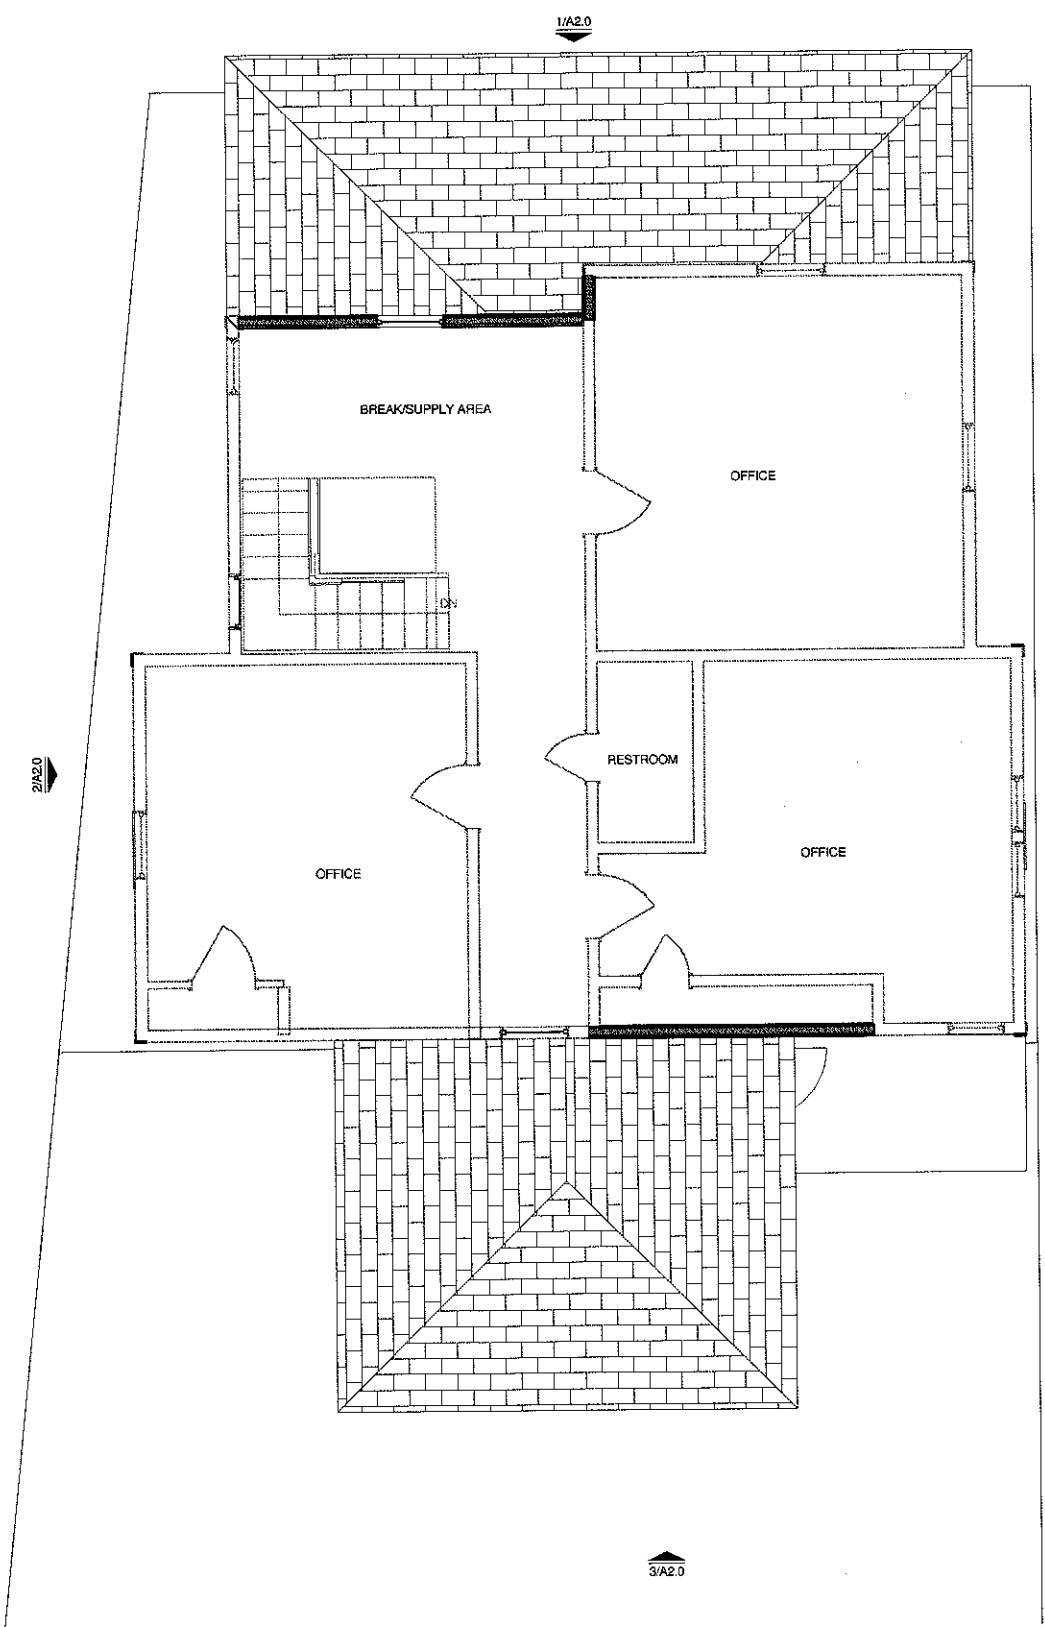 1/A2.0
BREAK/SUPPLY AREA
OFFICE
DN
2/A2.0
RESTROOM
OFFICE
OFFICE
3/A2.0